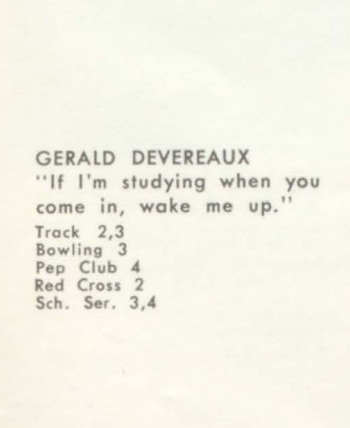 GERALD DEVEREAUX
"If I'm studying when you
come in, wake me up."
Track 2,3
Bowling 3
Pep Club 4
Red Cross 2
Sch. Ser. 3,4